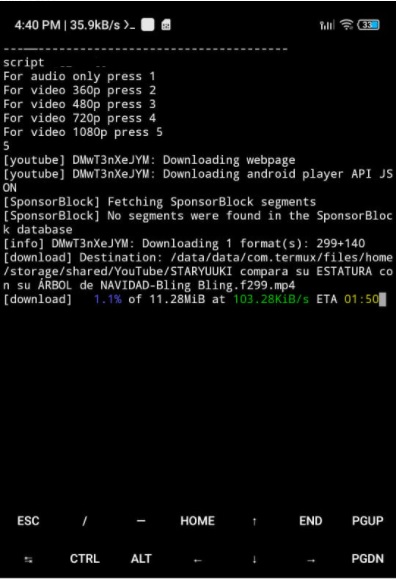 4:40 PM | 35.9kB/s
33
------------------------------------
script
For audio only press 1
For video 360p press 2
For video 480p press 3
For video 720p press 4
For video 1080p press 5
5
[youtube] DMwT3nXeJYM: Downloading webpage
[youtube] DMwT3nXeJYM: Downloading android player API JS
ON
[SponsorBlock] Fetching SponsorBlock segments
[SponsorBlock] No segments were found in the SponsorBloc
k database
[info] DMwT3nXeJYM: Downloading 1 format(s): 299+140
[download] Destination: /data/data/com.termux/files/home
/storage/shared/YouTube/STARYUUKI compara su ESTATURA co
n su ÁRBOL de NAVIDAD-Bling Bling.f299.mp4
[download]   1.1% of 11.28MiB at 103.28KiB/s ETA 01:50
ESC / — HOME ↑ END PGUP
⇆ CTRL ALT ← ↓ → PGDN